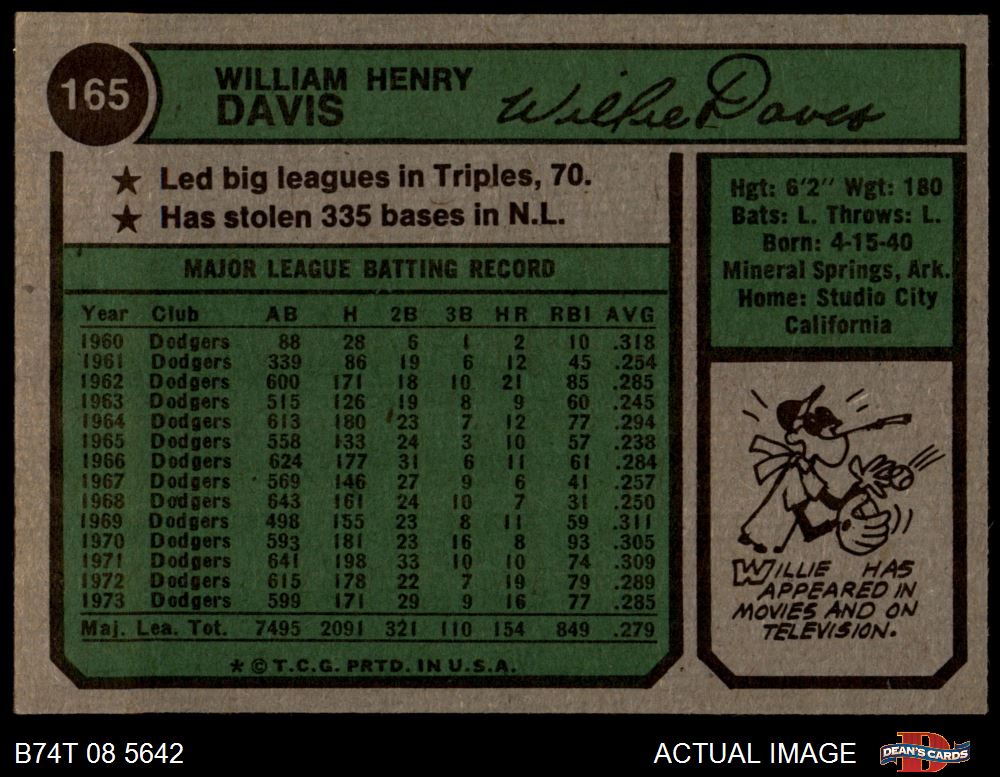 165
WILLIAM HENRY
DAVIS
Willie Davis
★ Led big leagues in Triples, 70.
★ Has stolen 335 bases in N.L.
MAJOR LEAGUE BATTING RECORD
Year Club AB H 2B 3B HR RBI AVG
1960 Dodgers 88 28 6 1 2 10 .318
1961 Dodgers 339 86 19 6 12 45 .254
1962 Dodgers 600 171 18 10 21 85 .285
1963 Dodgers 515 126 19 8 9 60 .245
1964 Dodgers 613 180 23 7 12 77 .294
1965 Dodgers 558 133 24 3 10 57 .238
1966 Dodgers 624 177 31 6 11 61 .284
1967 Dodgers 569 146 27 9 6 41 .257
1968 Dodgers 643 161 24 10 7 31 .250
1969 Dodgers 498 155 23 8 11 59 .311
1970 Dodgers 593 181 23 16 8 93 .305
1971 Dodgers 641 198 33 10 10 74 .309
1972 Dodgers 615 178 22 7 19 79 .289
1973 Dodgers 599 171 29 9 16 77 .285
Maj. Lea. Tot. 7495 2091 321 110 154 849 .279
* © T.C.G. PRTD. IN U.S.A.
Hgt: 6'2" Wgt: 180
Bats: L. Throws: L.
Born: 4-15-40
Mineral Springs, Ark.
Home: Studio City
California
WILLIE HAS
APPEARED IN
MOVIES AND ON
TELEVISION.
B74T 08 5642
ACTUAL IMAGE
DEAN'S CARDS